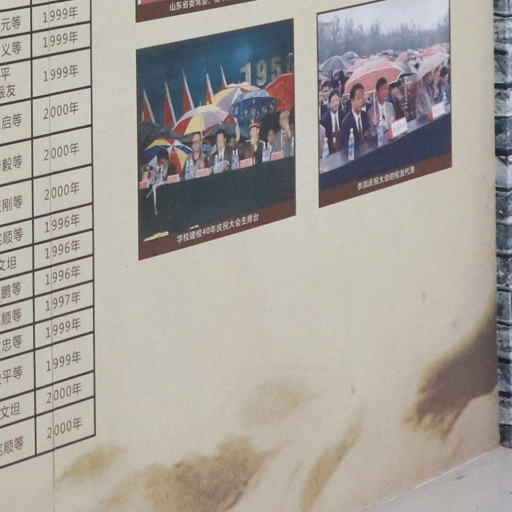 山东省委常委、
元等 1999年
义等 1999年
平
振友 1999年
启等 2000年
毅等 2000年
刚等 2000年
顺等 1996年
文坦 1996年
鹏等 1996年
顺等 1997年
忠等 1999年
平等 1999年
文坦 2000年
顺等 2000年
195
学校建校40年庆祝大会主席台
参加庆祝大会的校友代表